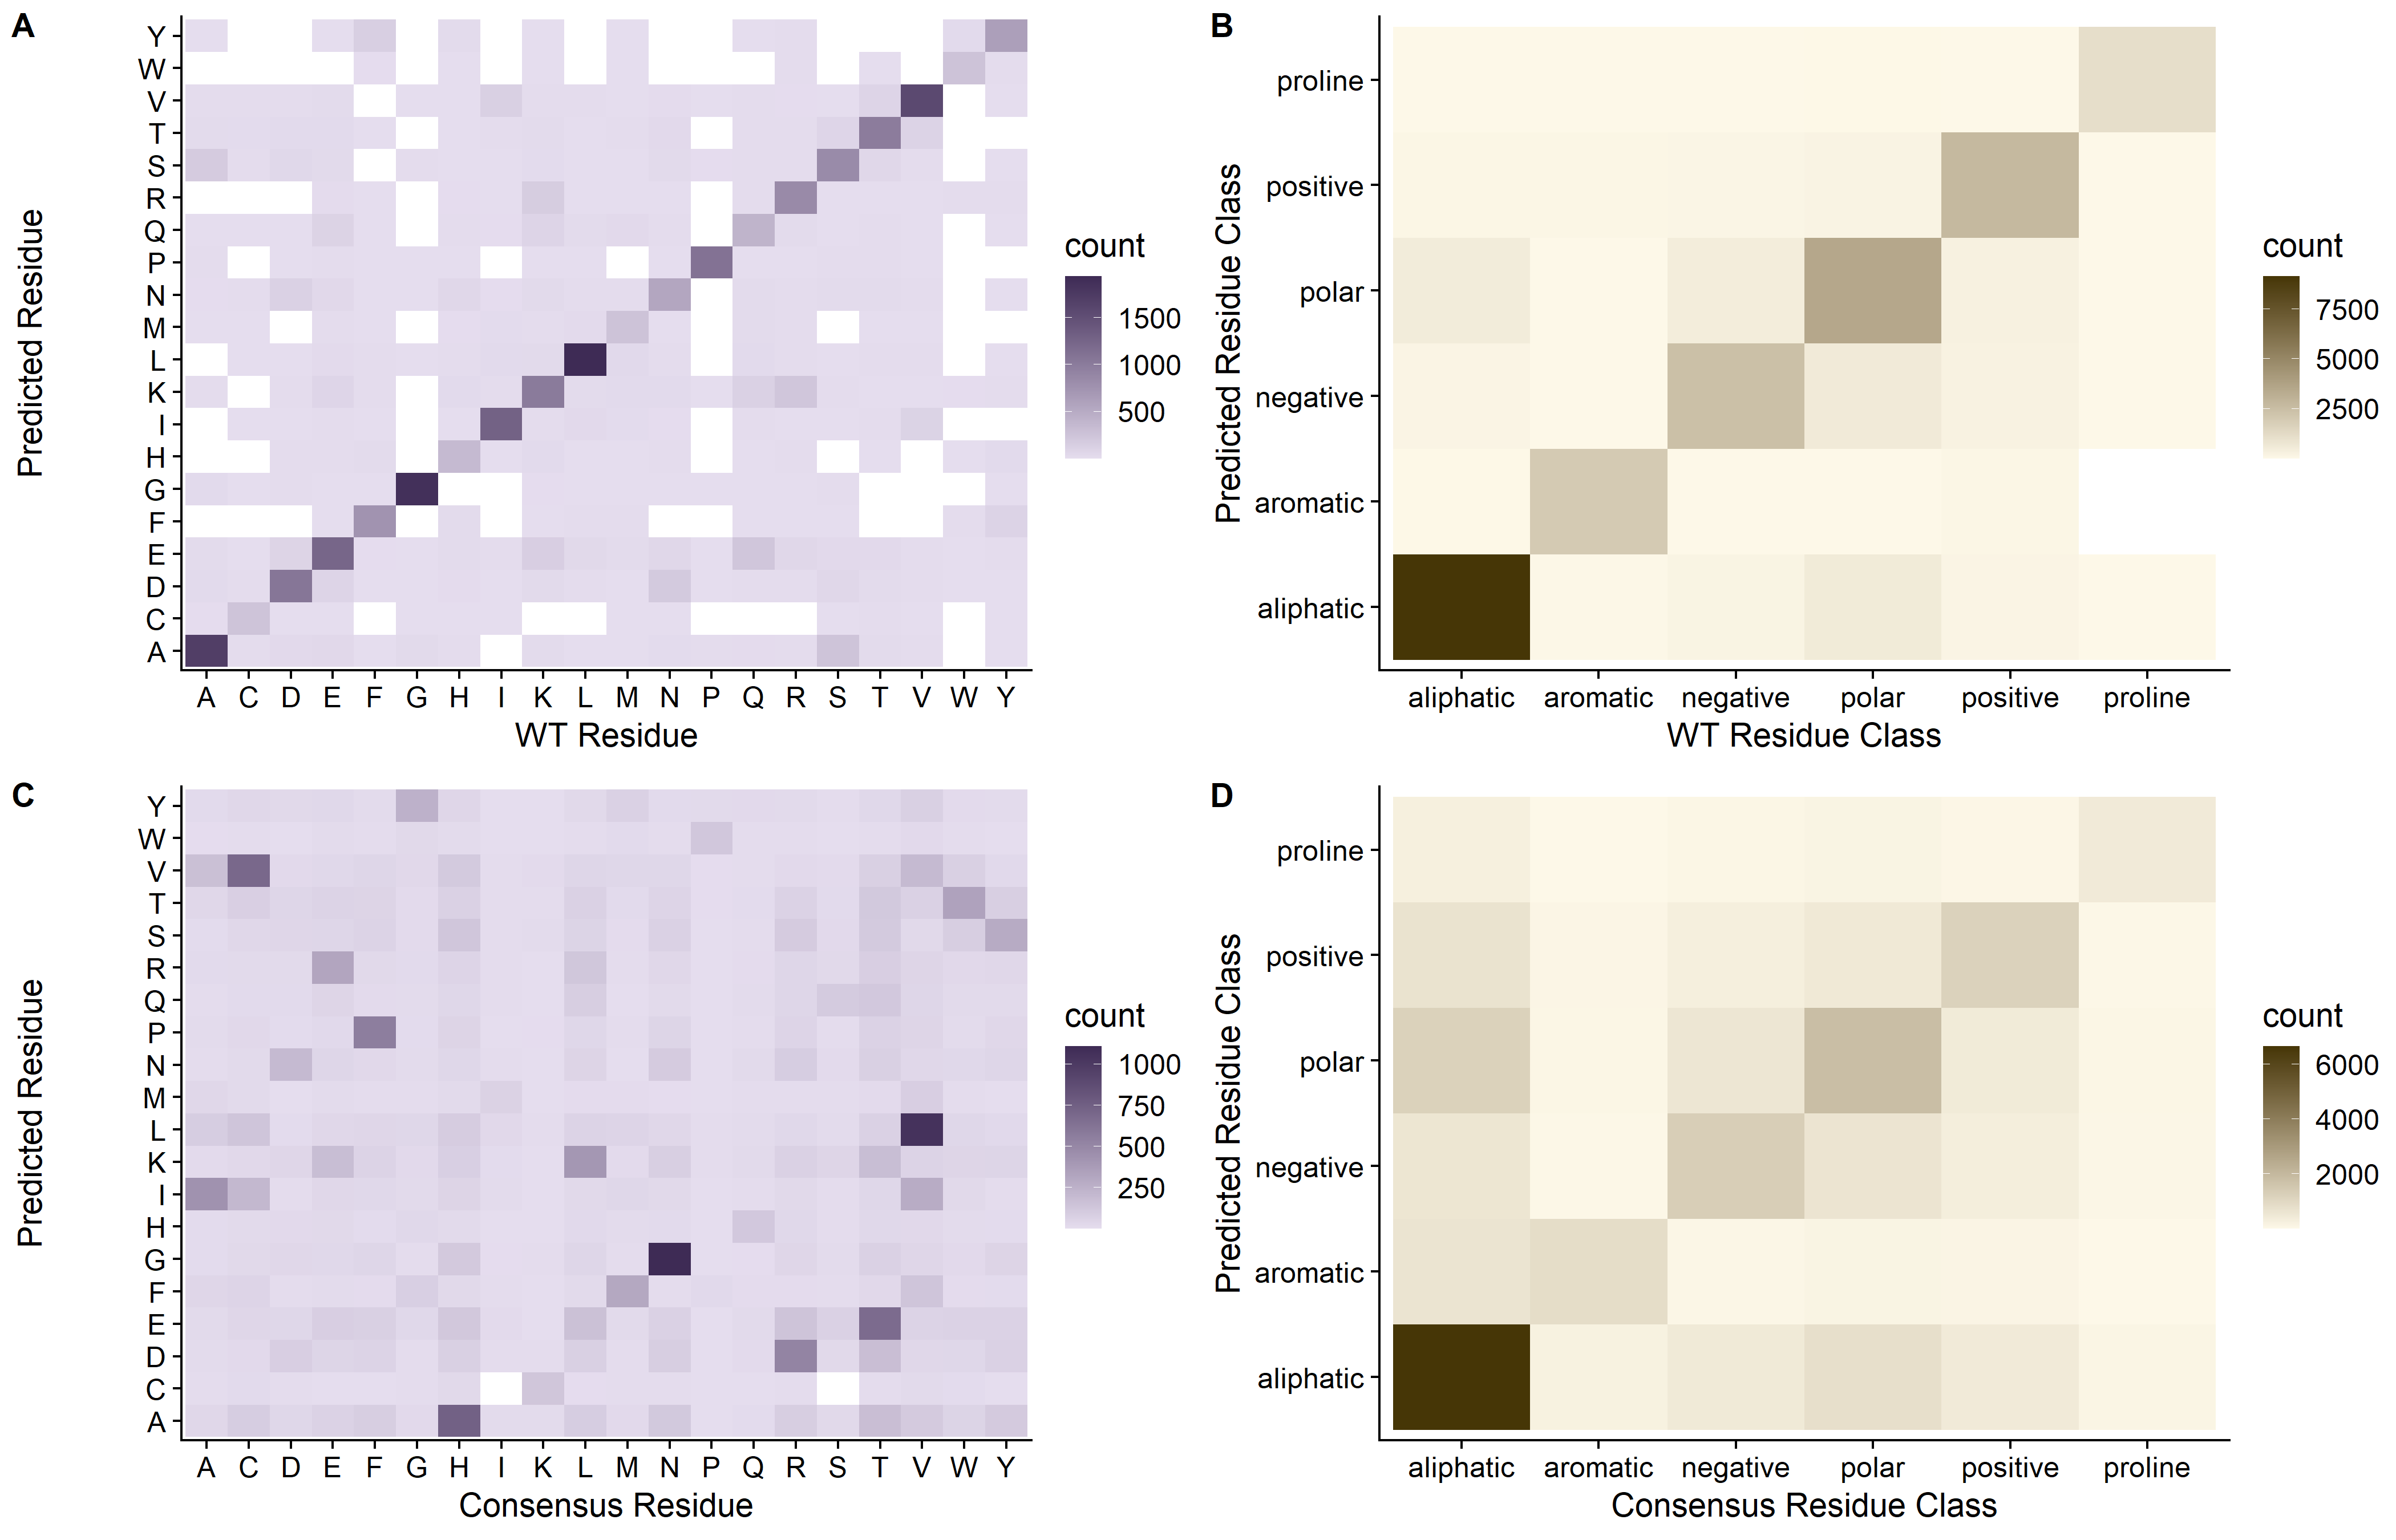 A
Predicted Residue
Y
W
V
T
S
R
Q
P
N
M
L
K
I
H
G
F
E
D
C
A
A C D E F G H I K L M N P Q R S T V W Y
WT Residue
count
1500
1000
500
B
Predicted Residue Class
proline
positive
polar
negative
aromatic
aliphatic
aliphatic aromatic negative polar positive proline
WT Residue Class
count
7500
5000
2500
C
Predicted Residue
Y
W
V
T
S
R
Q
P
N
M
L
K
I
H
G
F
E
D
C
A
A C D E F G H I K L M N P Q R S T V W Y
Consensus Residue
count
1000
750
500
250
D
Predicted Residue Class
proline
positive
polar
negative
aromatic
aliphatic
aliphatic aromatic negative polar positive proline
Consensus Residue Class
count
6000
4000
2000